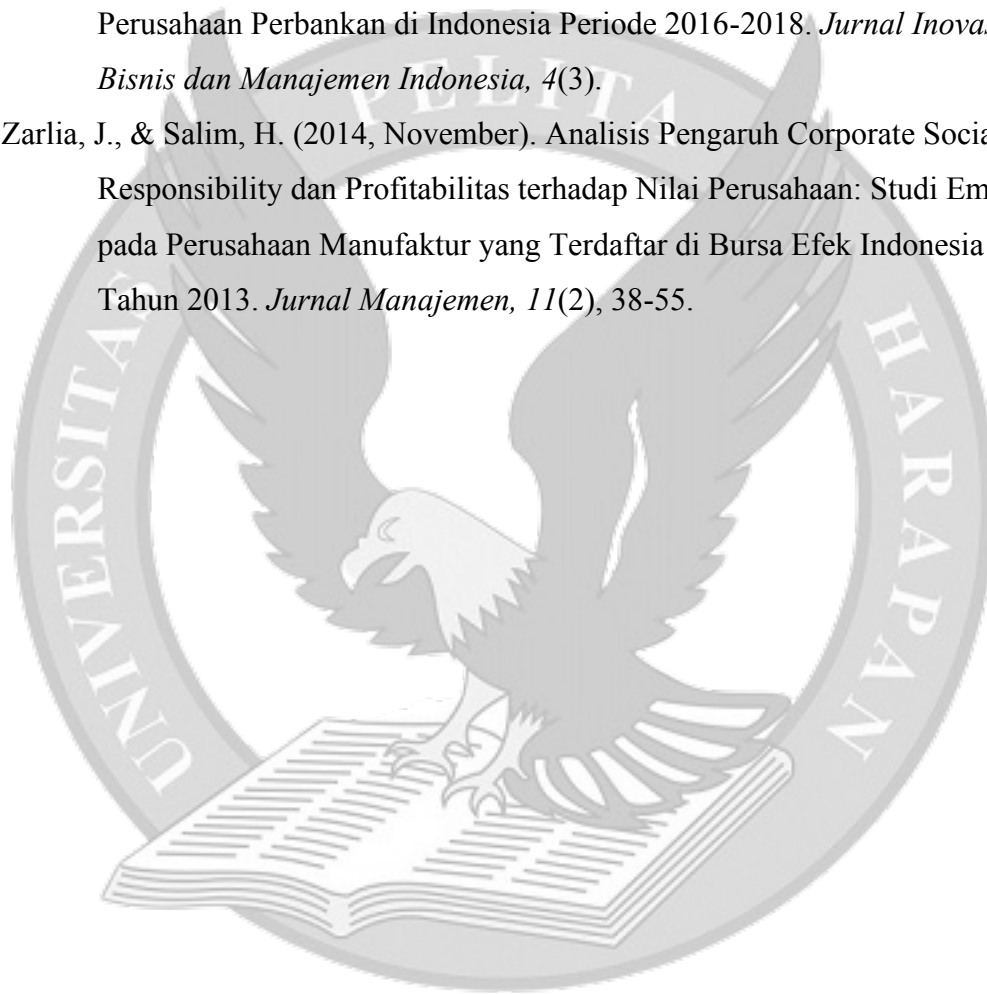 Perusahaan Perbankan di Indonesia Periode 2016-2018. Jurnal Inovas
Bisnis dan Manajemen Indonesia, 4(3).
Zarlia, J., & Salim, H. (2014, November). Analisis Pengaruh Corporate Socia
Responsibility dan Profitabilitas terhadap Nilai Perusahaan: Studi Em
pada Perusahaan Manufaktur yang Terdaftar di Bursa Efek Indonesia
Tahun 2013. Jurnal Manajemen, 11(2), 38-55.
UNIVERSITAS PELITA HARAPAN